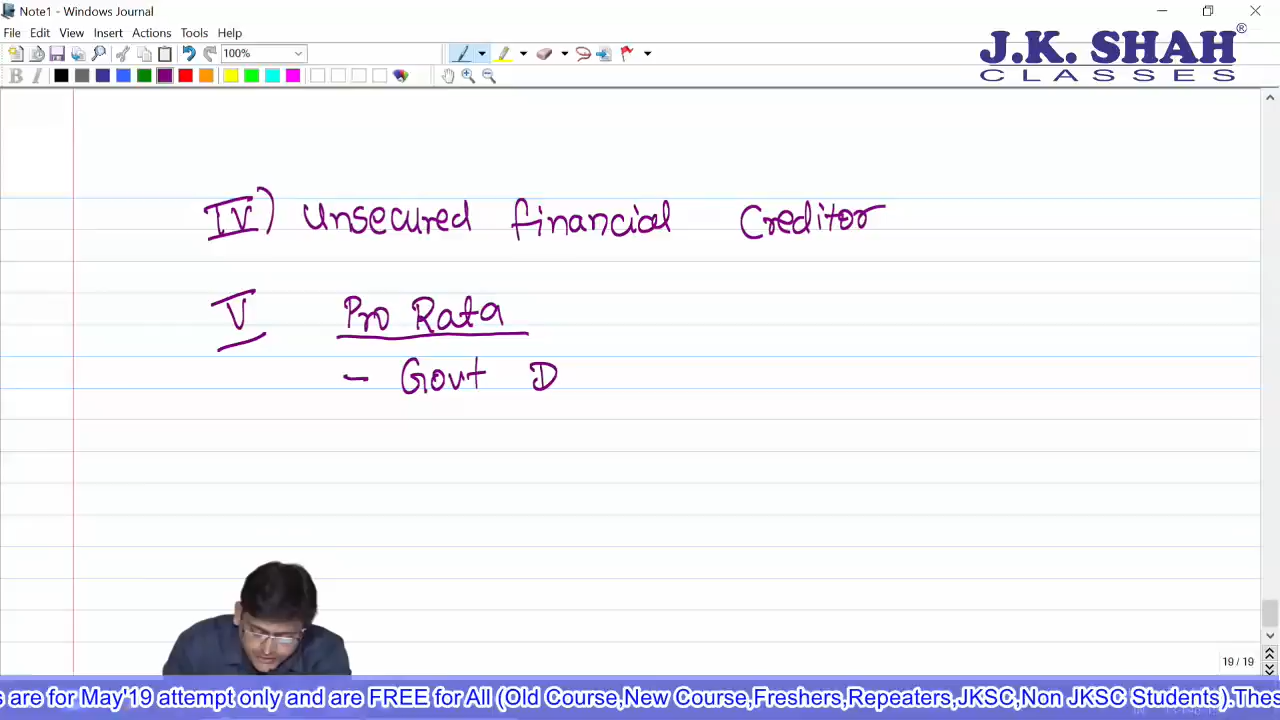 Note1 - Windows Journal
File Edit View Insert Actions Tools Help
100%
B I
J.K. SHAH®
CLASSES
IV) Unsecured financial Creditor
V Pro Rata
- Govt D
19 / 19
s are for May'19 attempt only and are FREE for All (Old Course,New Course,Freshers,Repeaters,JKSC,Non JKSC Students).Thes